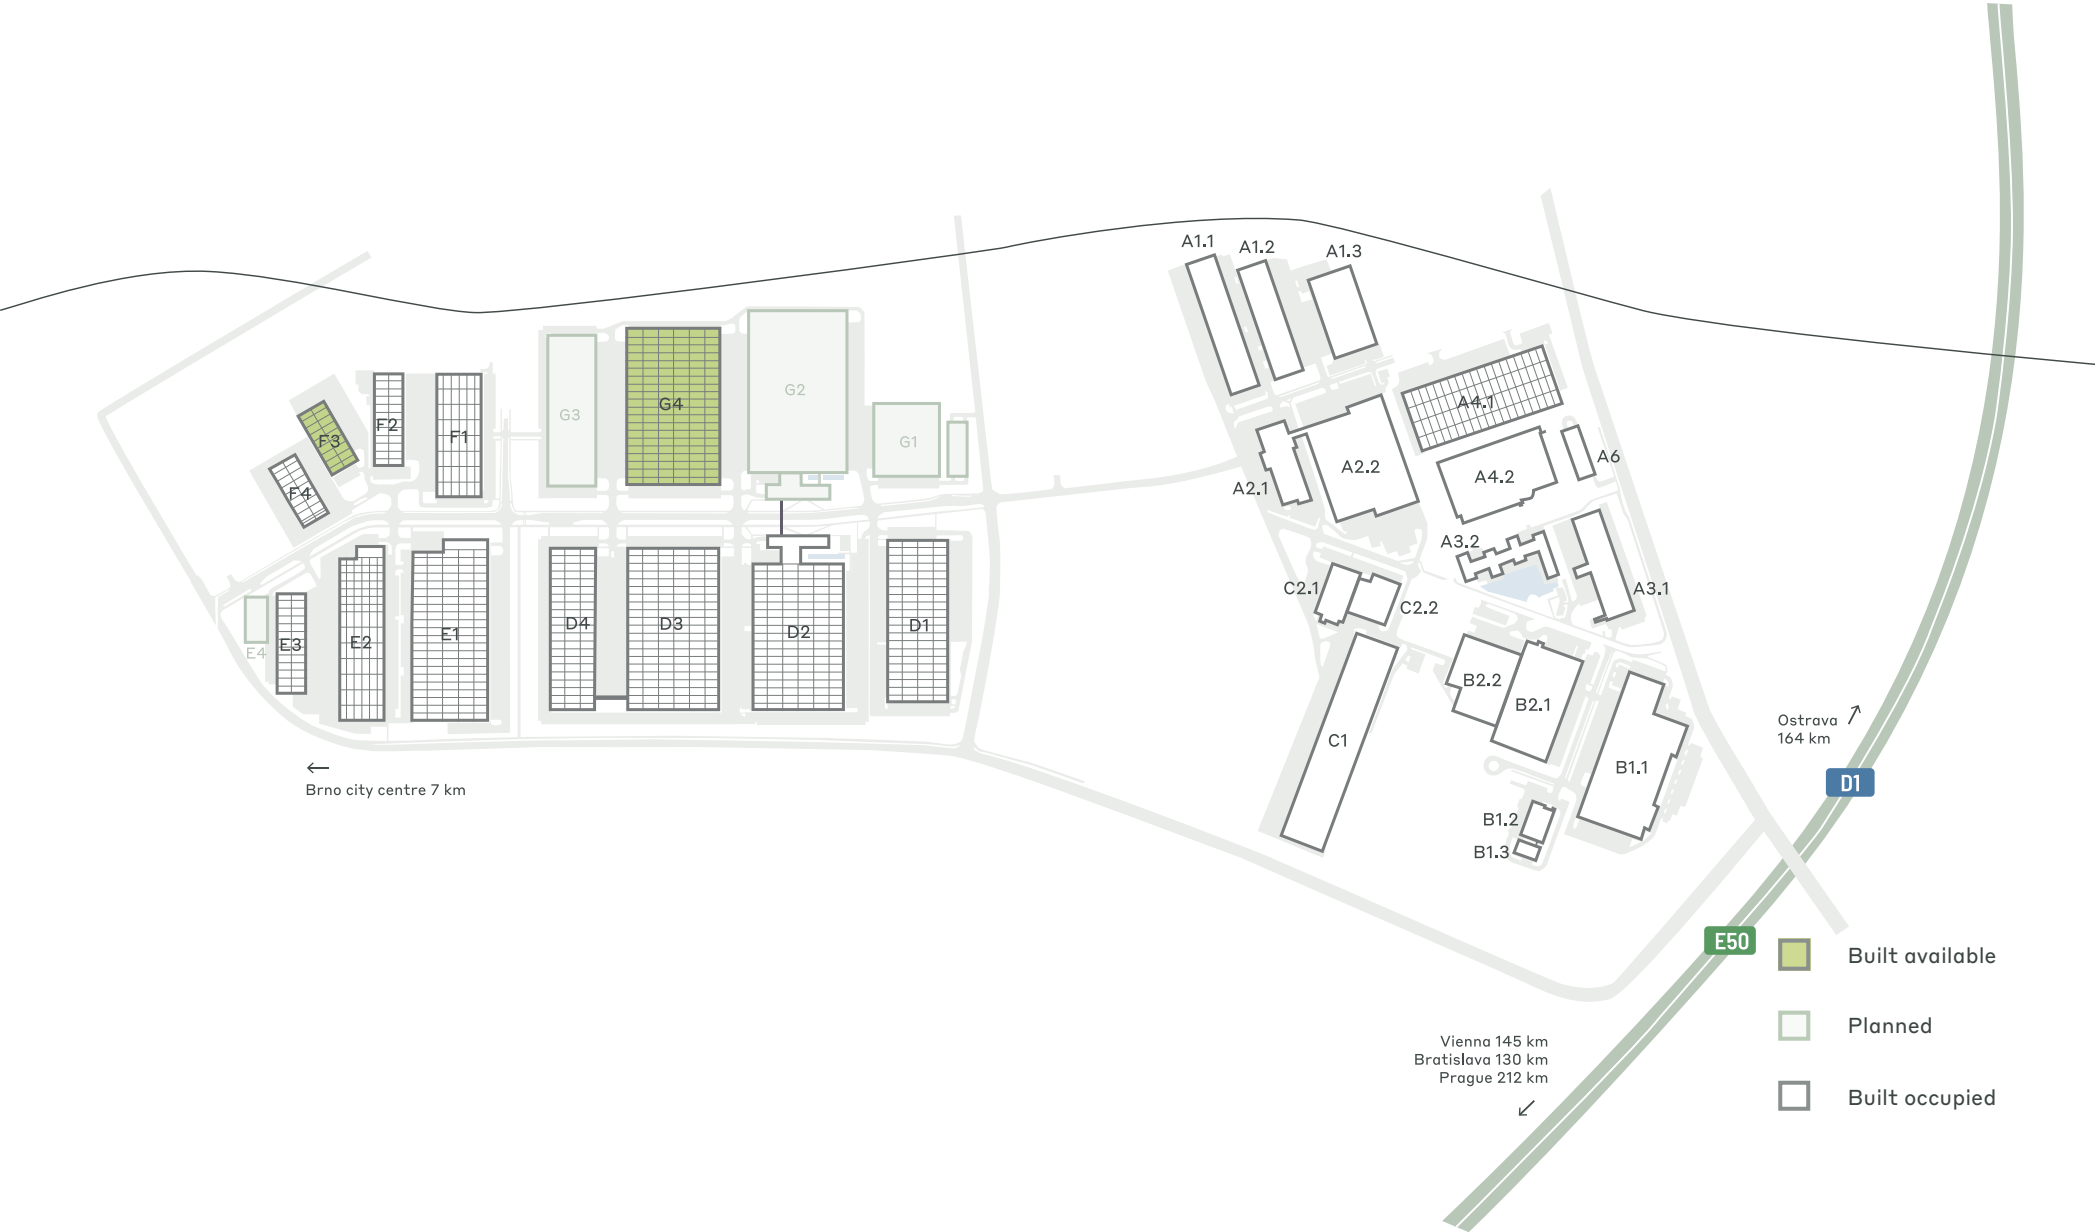 A1.1
A1.2
A1.3
G2
G3
G4
F2
F1
F3
F4
G1
A4.1
A2.2
A6
A4.2
A2.1
A3.2
C2.1
A3.1
C2.2
E4
E3
E2
E1
D4
D3
D2
D1
B2.2
B2.1
C1
B1.1
Ostrava
164 km
D1
Brno city centre 7 km
B1.2
B1.3
E50
Built available
Planned
Vienna 145 km
Bratislava 130 km
Prague 212 km
Built occupied